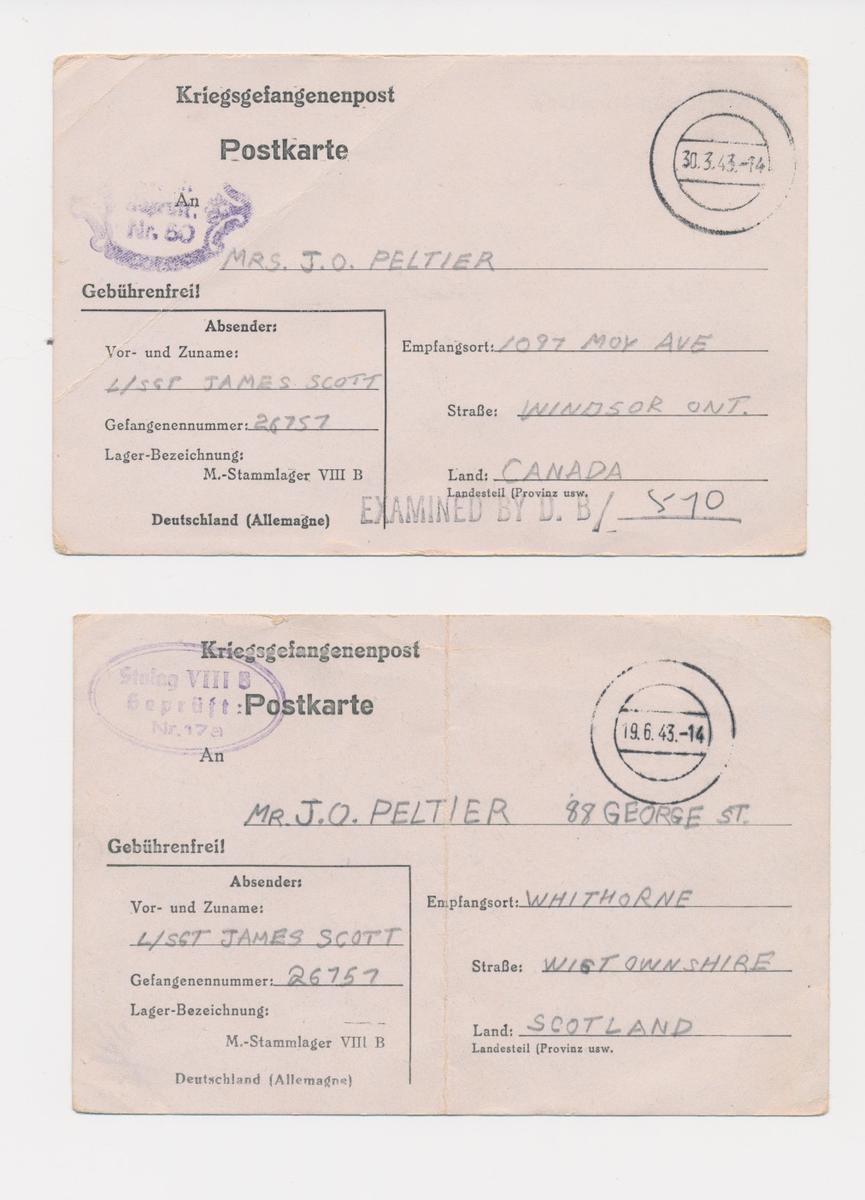 Kriegsgefangenenpost
Postkarte
30.3.43.-14
An
Nr. 60
MRS. J.O. PELTIER
Gebührenfrei!
Absender:
Vor- und Zuname:
L/SGT JAMES SCOTT
Gefangenennummer: 26757
Lager-Bezeichnung:
M.-Stammlager VIII B
Deutschland (Allemagne)
Empfangsort: 1097 MOY AVE
Straße: WINDSOR ONT.
Land: CANADA
Landesteil (Provinz usw.
EXAMINED BY D. B/ 510
Kriegsgefangenenpost
Stalag VIII B
Geprüft:
Nr. 17a
Postkarte
19.6.43.-14
An
MR. J.O. PELTIER 88 GEORGE ST.
Gebührenfrei!
Absender:
Vor- und Zuname:
L/SGT JAMES SCOTT
Gefangenennummer: 26757
Lager-Bezeichnung:
M.-Stammlager VIII B
Deutschland (Allemagne)
Empfangsort: WHITHORNE
Straße: WIGTOWNSHIRE
Land: SCOTLAND
Landesteil (Provinz usw.